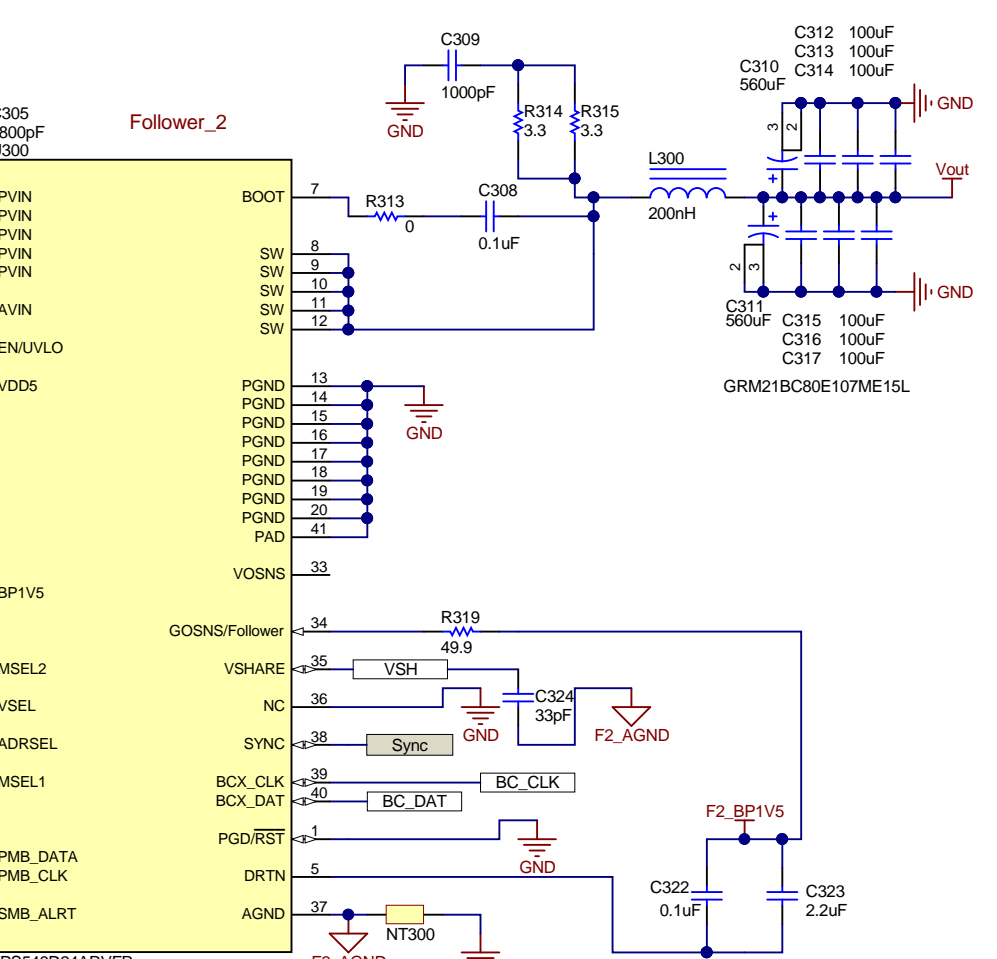 C309
1000pF
GND
R314
3.3
R315
3.3
C312 100uF
C313 100uF
C314 100uF
C310
560uF
3
2
GND
Vout
L300
200nH
2
3
GND
C311
560uF
C315 100uF
C316 100uF
C317 100uF
GRM21BC80E107ME15L
Follower_2
PVIN
PVIN
PVIN
PVIN
PVIN
AVIN
EN/UVLO
VDD5
BP1V5
MSEL2
VSEL
ADRSEL
MSEL1
PMB_DATA
PMB_CLK
SMB_ALRT
BOOT 7
R313
0
C308
0.1uF
SW 8
SW 9
SW 10
SW 11
SW 12
PGND 13
PGND 14
PGND 15
PGND 16
PGND 17
PGND 18
PGND 19
PGND 20
PAD 41
GND
VOSNS 33
GOSNS/Follower 34
R319
49.9
VSHARE 35
VSH
C324
33pF
NC 36
GND
F2_AGND
SYNC 38
Sync
BCX_CLK 39
BC_CLK
BCX_DAT 40
BC_DAT
PGD/RST 1
GND
DRTN 5
F2_BP1V5
C322
0.1uF
C323
2.2uF
AGND 37
NT300